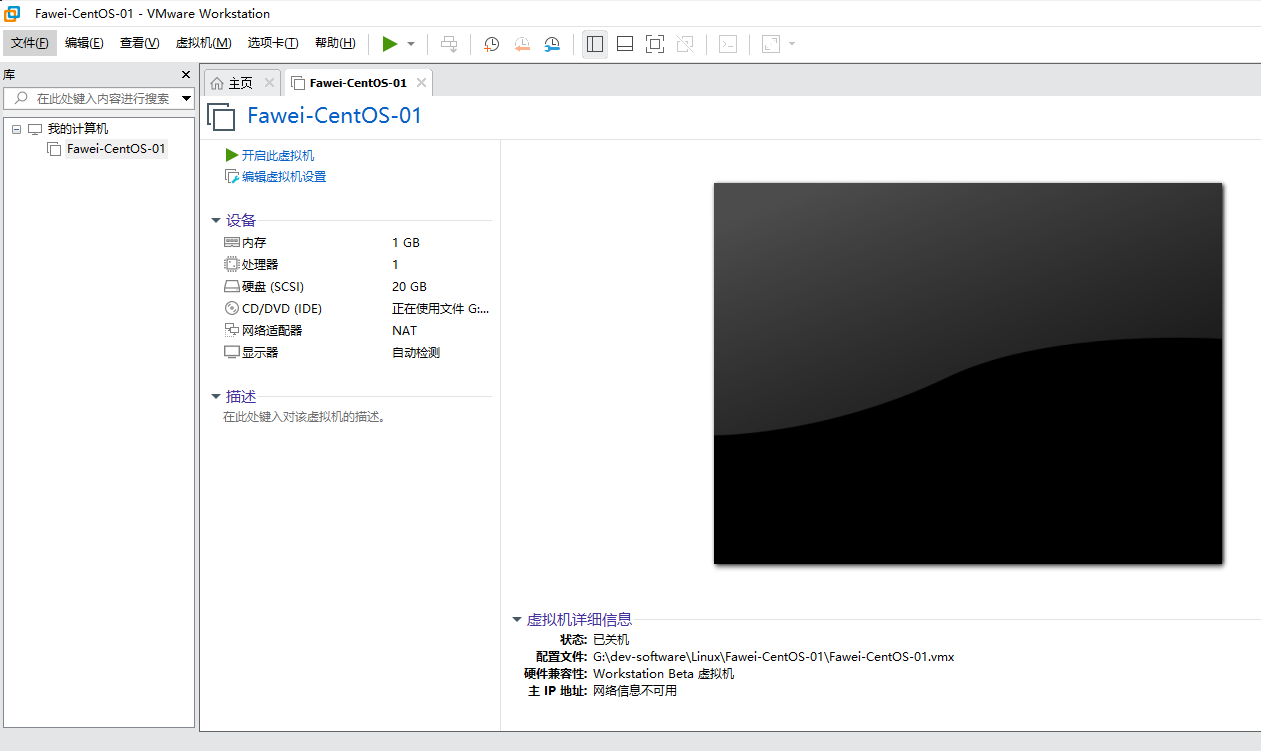 Fawei-CentOS-01 - VMware Workstation
文件(F) 编辑(E) 查看(V) 虚拟机(M) 选项卡(T) 帮助(H)
库
在此处键入内容进行搜索
我的计算机
Fawei-CentOS-01
主页 Fawei-CentOS-01
Fawei-CentOS-01
开启此虚拟机
编辑虚拟机设置
设备
内存 1 GB
处理器 1
硬盘 (SCSI) 20 GB
CD/DVD (IDE) 正在使用文件 G:...
网络适配器 NAT
显示器 自动检测
描述
在此处键入对该虚拟机的描述。
虚拟机详细信息
状态: 已关机
配置文件: G:\dev-software\Linux\Fawei-CentOS-01\Fawei-CentOS-01.vmx
硬件兼容性: Workstation Beta 虚拟机
主 IP 地址: 网络信息不可用